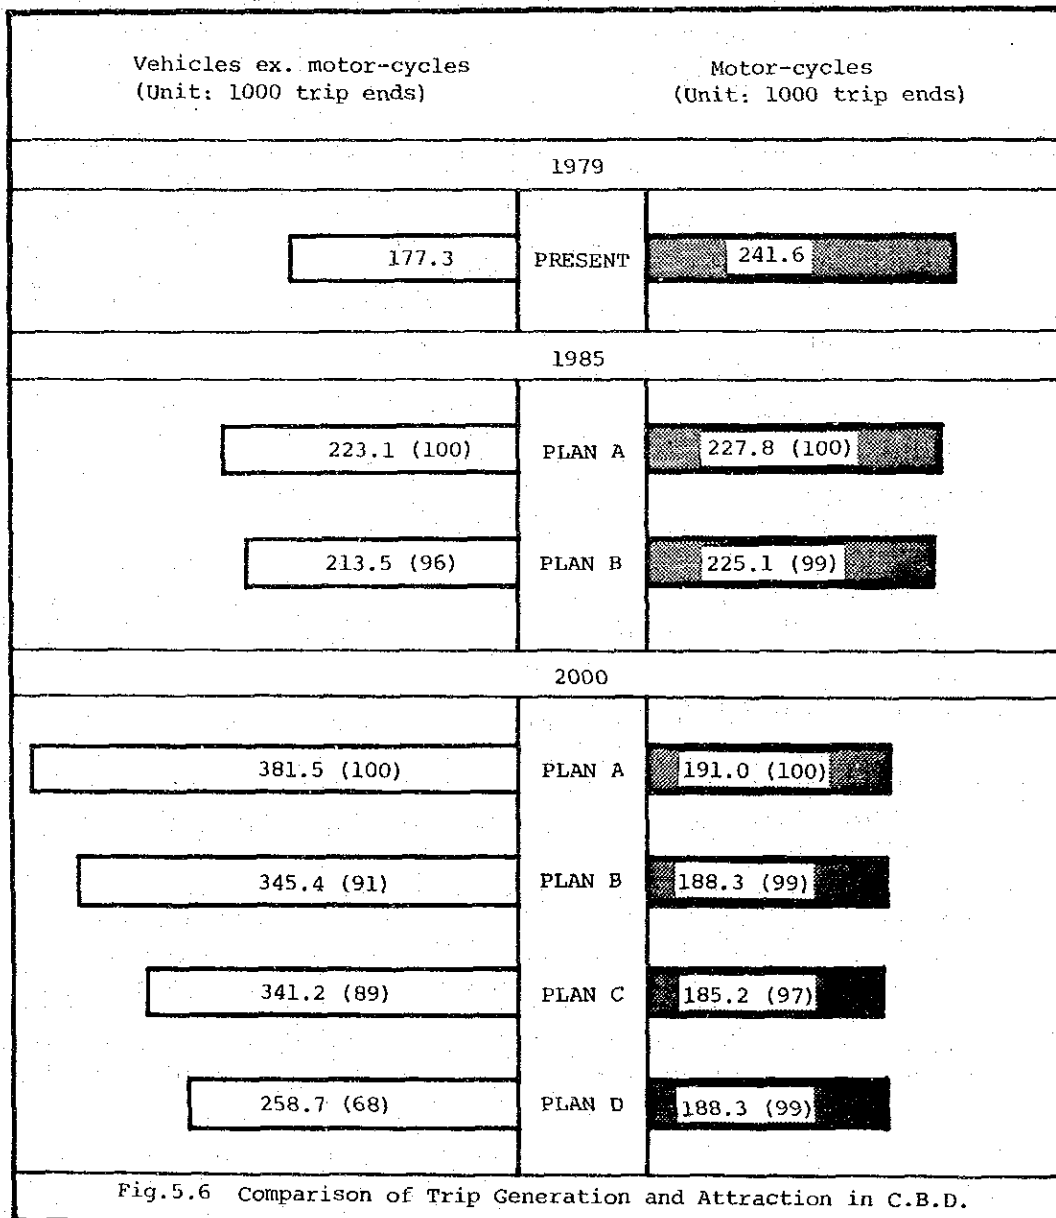 Vehicles ex. motor-cycles
(Unit: 1000 trip ends)
Motor-cycles
(Unit: 1000 trip ends)
1979
177.3 PRESENT 241.6
1985
223.1 (100) PLAN A 227.8 (100)
213.5 (96) PLAN B 225.1 (99)
2000
381.5 (100) PLAN A 191.0 (100)
345.4 (91) PLAN B 188.3 (99)
341.2 (89) PLAN C 185.2 (97)
258.7 (68) PLAN D 188.3 (99)
Fig.5.6 Comparison of Trip Generation and Attraction in C.B.D.